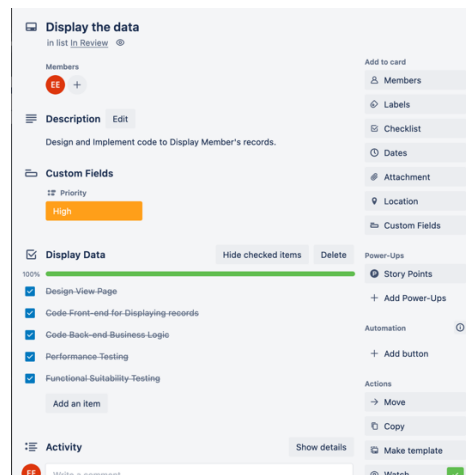 Display the data
in list In Review
Members
EE
Description Edit
Design and Implement code to Display Member's records.
Custom Fields
Priority
High
Display Data Hide checked items Delete
100%
Design View Page
Code Front-end for Displaying records
Code Back-end Business Logic
Performance Testing
Functional Suitability Testing
Add an item
Activity Show details
EE Write a comment
Add to card
Members
Labels
Checklist
Dates
Attachment
Location
Custom Fields
Power-Ups
Story Points
+ Add Power-Ups
Automation
+ Add button
Actions
→ Move
Copy
Make template
Watch